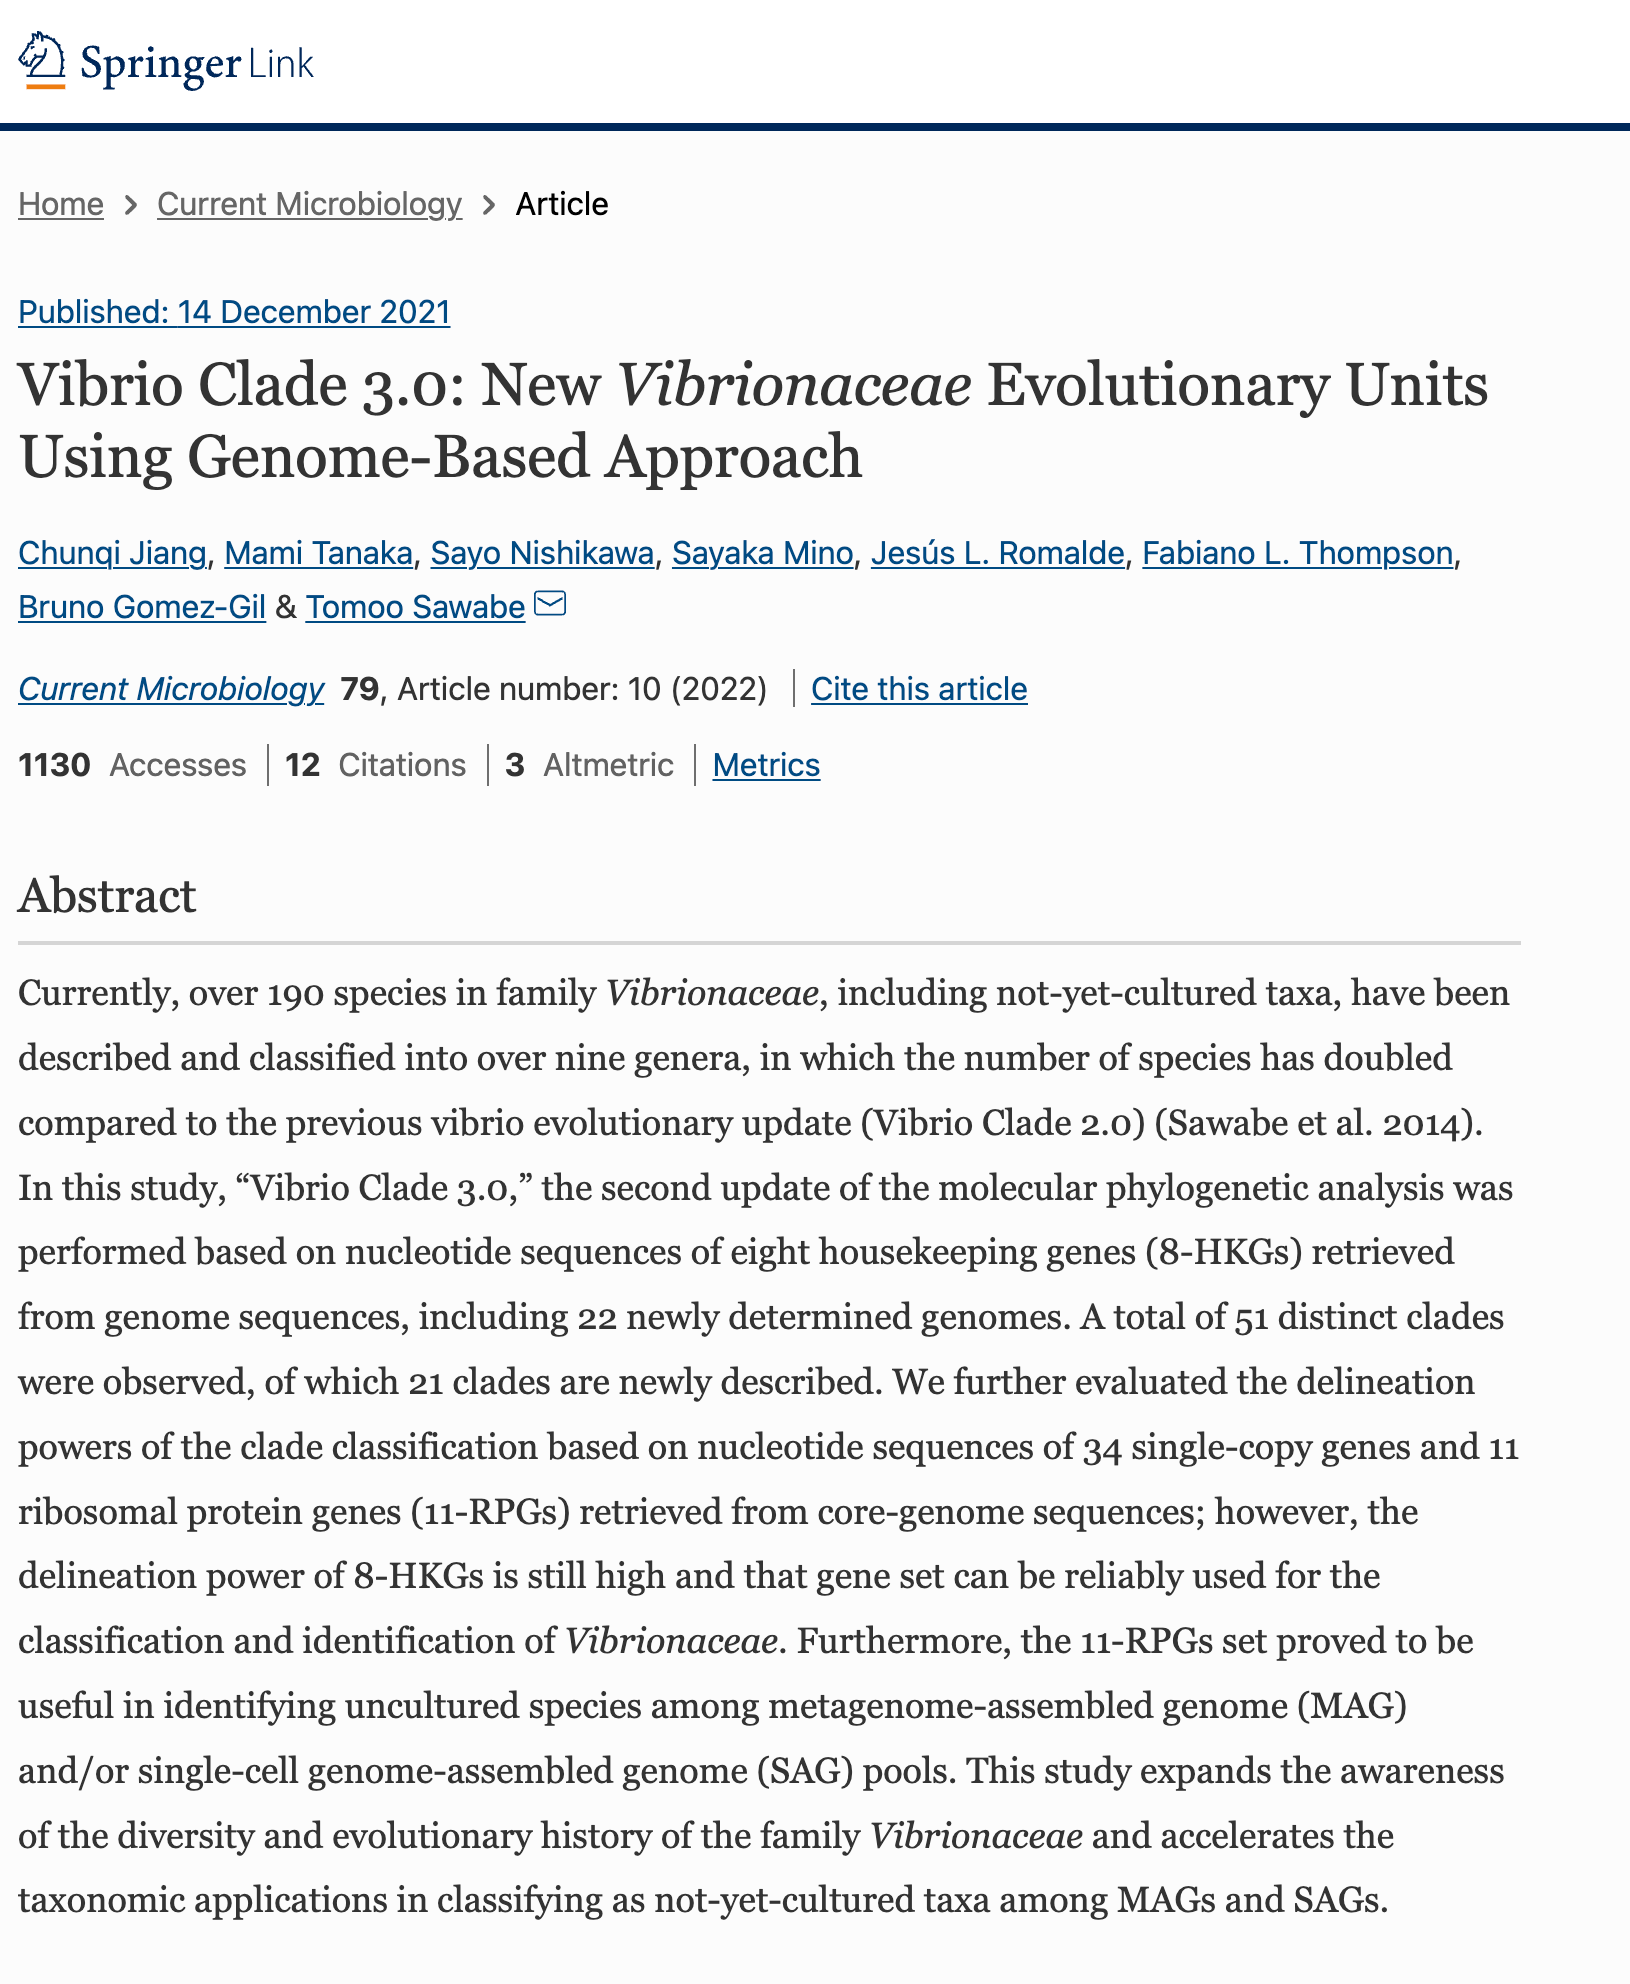 Springer Link
Home > Current Microbiology > Article
Published: 14 December 2021
Vibrio Clade 3.0: New Vibrionaceae Evolutionary Units
Using Genome-Based Approach
Chunqi Jiang, Mami Tanaka, Sayo Nishikawa, Sayaka Mino, Jesús L. Romalde, Fabiano L. Thompson,
Bruno Gomez-Gil & Tomoo Sawabe
Current Microbiology 79, Article number: 10 (2022) | Cite this article
1130 Accesses | 12 Citations | 3 Altmetric | Metrics
Abstract
Currently, over 190 species in family Vibrionaceae, including not-yet-cultured taxa, have been
described and classified into over nine genera, in which the number of species has doubled
compared to the previous vibrio evolutionary update (Vibrio Clade 2.0) (Sawabe et al. 2014).
In this study, “Vibrio Clade 3.0,” the second update of the molecular phylogenetic analysis was
performed based on nucleotide sequences of eight housekeeping genes (8-HKGs) retrieved
from genome sequences, including 22 newly determined genomes. A total of 51 distinct clades
were observed, of which 21 clades are newly described. We further evaluated the delineation
powers of the clade classification based on nucleotide sequences of 34 single-copy genes and 11
ribosomal protein genes (11-RPGs) retrieved from core-genome sequences; however, the
delineation power of 8-HKGs is still high and that gene set can be reliably used for the
classification and identification of Vibrionaceae. Furthermore, the 11-RPGs set proved to be
useful in identifying uncultured species among metagenome-assembled genome (MAG)
and/or single-cell genome-assembled genome (SAG) pools. This study expands the awareness
of the diversity and evolutionary history of the family Vibrionaceae and accelerates the
taxonomic applications in classifying as not-yet-cultured taxa among MAGs and SAGs.